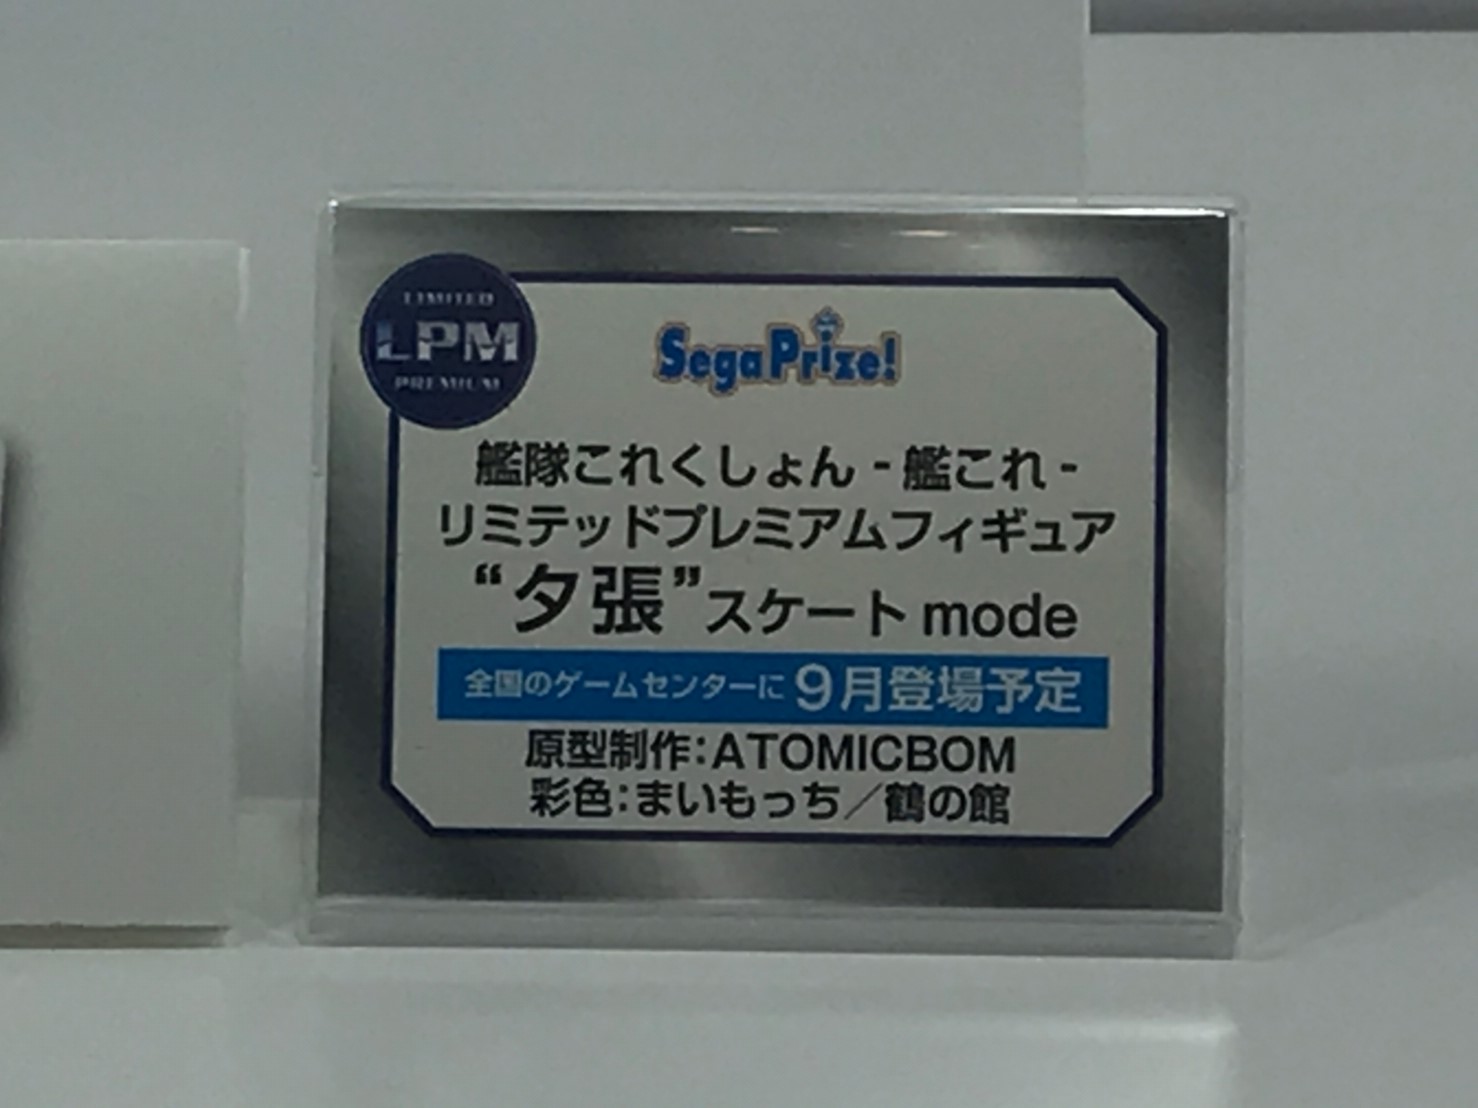 LIMITED
LPM
PREMIUM
SegaPrize!
艦隊これくしょん - 艦これ -
リミテッドプレミアムフィギュア
“夕張”スケート mode
全国のゲームセンターに 9月登場予定
原型制作：ATOMICBOM
彩色：まいもっち／鶴の館